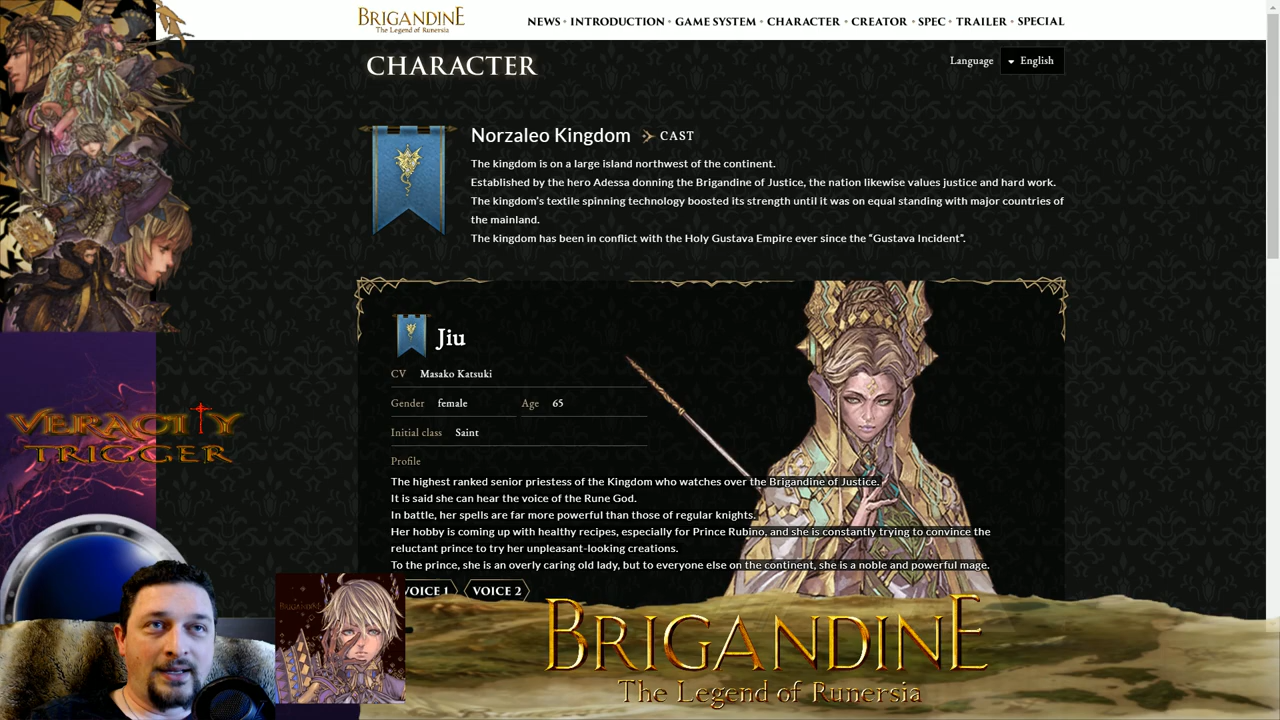 BRIGANDINE
The Legend of Runersia
NEWS • INTRODUCTION • GAME SYSTEM • CHARACTER • CREATOR • SPEC • TRAILER • SPECIAL
CHARACTER
Language English
Norzaleo Kingdom CAST
The kingdom is on a large island northwest of the continent.
Established by the hero Adessa donning the Brigandine of Justice, the nation likewise values justice and hard work.
The kingdom's textile spinning technology boosted its strength until it was on equal standing with major countries of
the mainland.
The kingdom has been in conflict with the Holy Gustava Empire ever since the “Gustava Incident”.
Jiu
CV Masako Katsuki
Gender female Age 65
Initial class Saint
Profile
The highest ranked senior priestess of the Kingdom who watches over the Brigandine of Justice.
It is said she can hear the voice of the Rune God.
In battle, her spells are far more powerful than those of regular knights.
Her hobby is coming up with healthy recipes, especially for Prince Rubino, and she is constantly trying to convince the
reluctant prince to try her unpleasant-looking creations.
To the prince, she is an overly caring old lady, but to everyone else on the continent, she is a noble and powerful mage.
VOICE 1 VOICE 2
VERACITY
TRIGGER
BRIGANDINE
BRIGANDINE
The Legend of Runersia